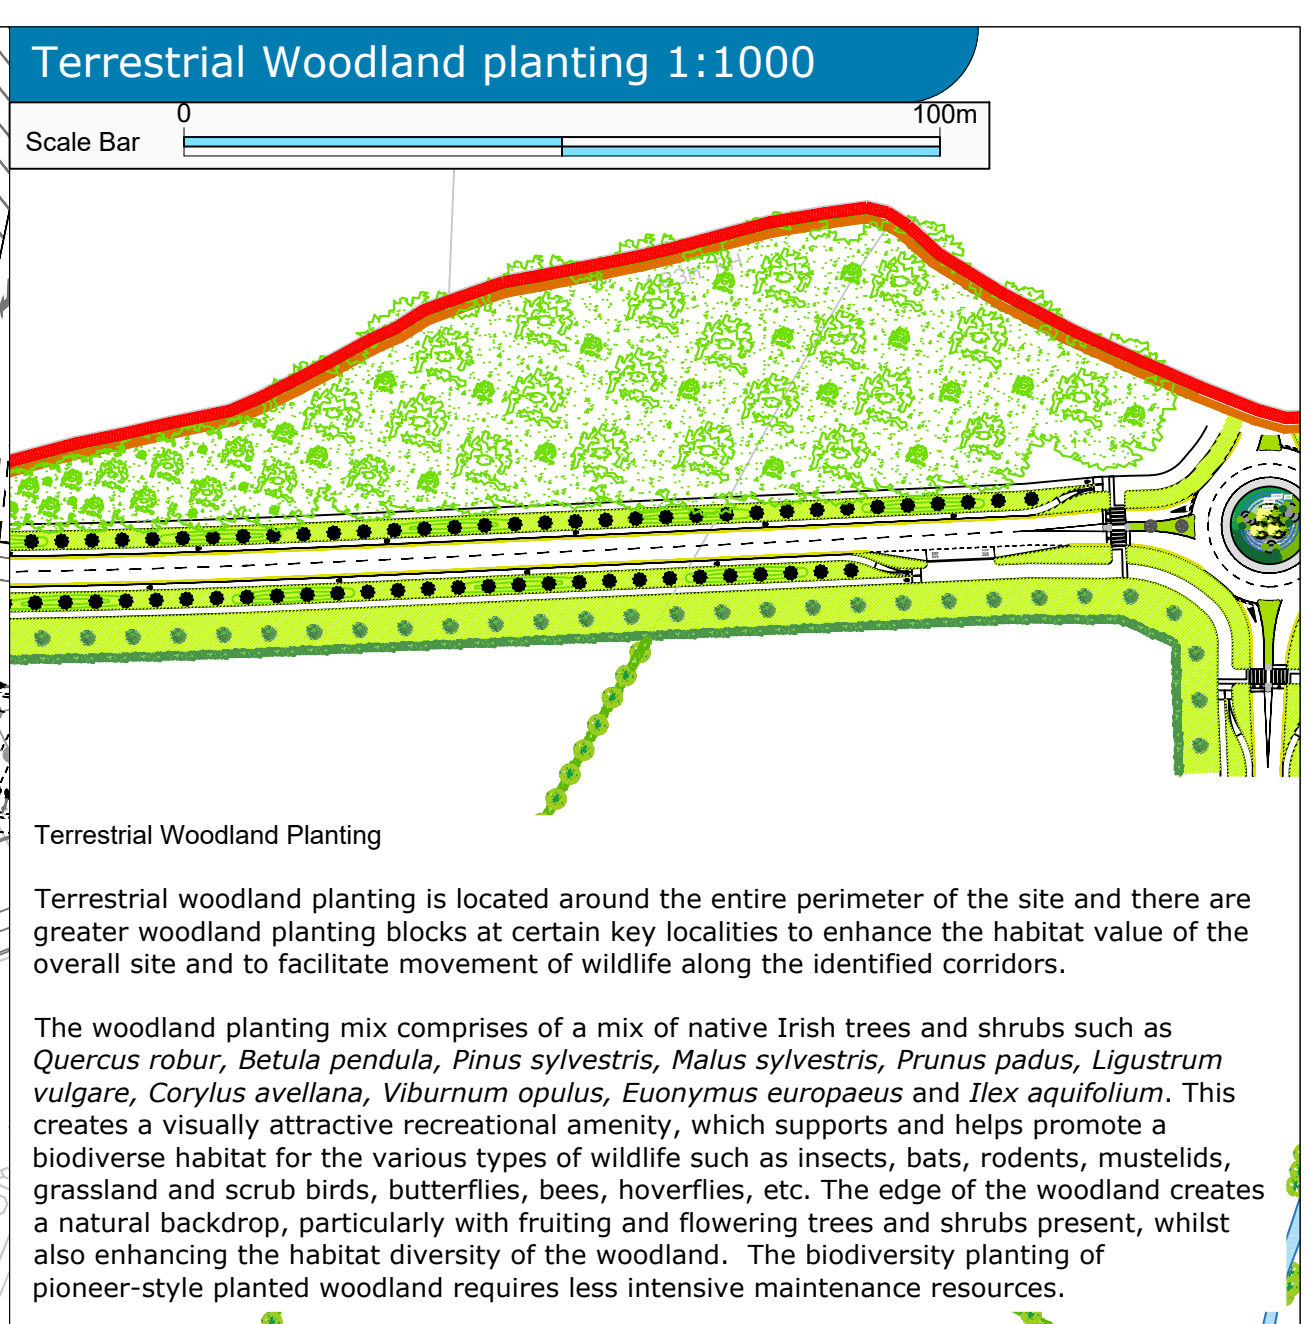 Terrestrial Woodland planting 1:1000
0 100m
Scale Bar
Terrestrial Woodland Planting
Terrestrial woodland planting is located around the entire perimeter of the site and there are
greater woodland planting blocks at certain key localities to enhance the habitat value of the
overall site and to facilitate movement of wildlife along the identified corridors.
The woodland planting mix comprises of a mix of native Irish trees and shrubs such as
Quercus robur, Betula pendula, Pinus sylvestris, Malus sylvestris, Prunus padus, Ligustrum
vulgare, Corylus avellana, Viburnum opulus, Euonymus europaeus and Ilex aquifolium. This
creates a visually attractive recreational amenity, which supports and helps promote a
biodiverse habitat for the various types of wildlife such as insects, bats, rodents, mustelids,
grassland and scrub birds, butterflies, bees, hoverflies, etc. The edge of the woodland creates
a natural backdrop, particularly with fruiting and flowering trees and shrubs present, whilst
also enhancing the habitat diversity of the woodland.  The biodiversity planting of
pioneer-style planted woodland requires less intensive maintenance resources.